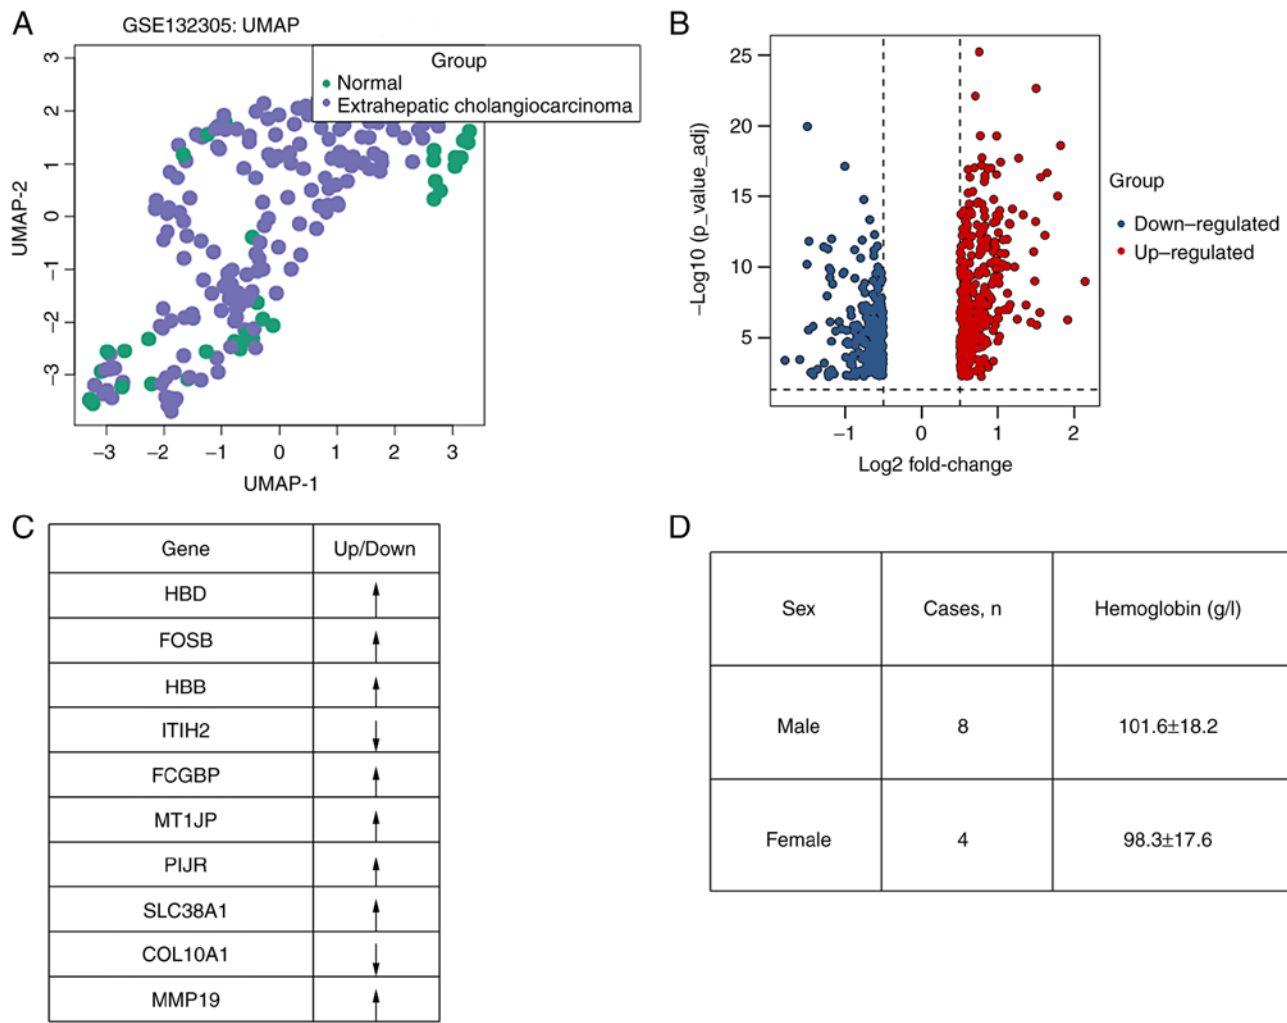 A
GSE132305: UMAP
Group
Normal
Extrahepatic cholangiocarcinoma
UMAP-2
3
2
1
0
−1
−2
−3
−3 −2 −1 0 1 2 3
UMAP-1
B
−Log10 (p_value_adj)
25
20
15
10
5
−1 0 1 2
Log2 fold-change
Group
Down−regulated
Up−regulated
C
Gene Up/Down
HBD
FOSB
HBB
ITIH2
FCGBP
MT1JP
PIJR
SLC38A1
COL10A1
MMP19
D
Sex Cases, n Hemoglobin (g/l)
Male 8 101.6±18.2
Female 4 98.3±17.6